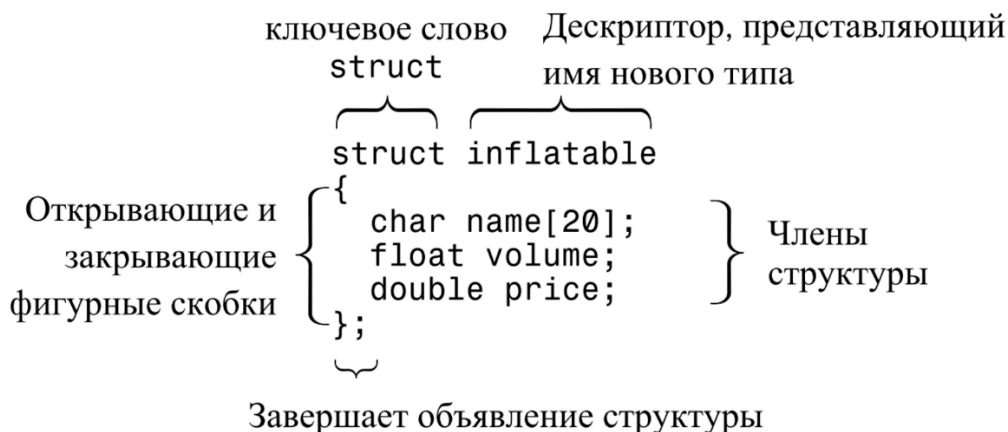 ключевое слово
struct
Дескриптор, представляющий
имя нового типа
struct inflatable
{
char name[20];
float volume;
double price;
};
Открывающие и
закрывающие
фигурные скобки
Члены
структуры
Завершает объявление структуры